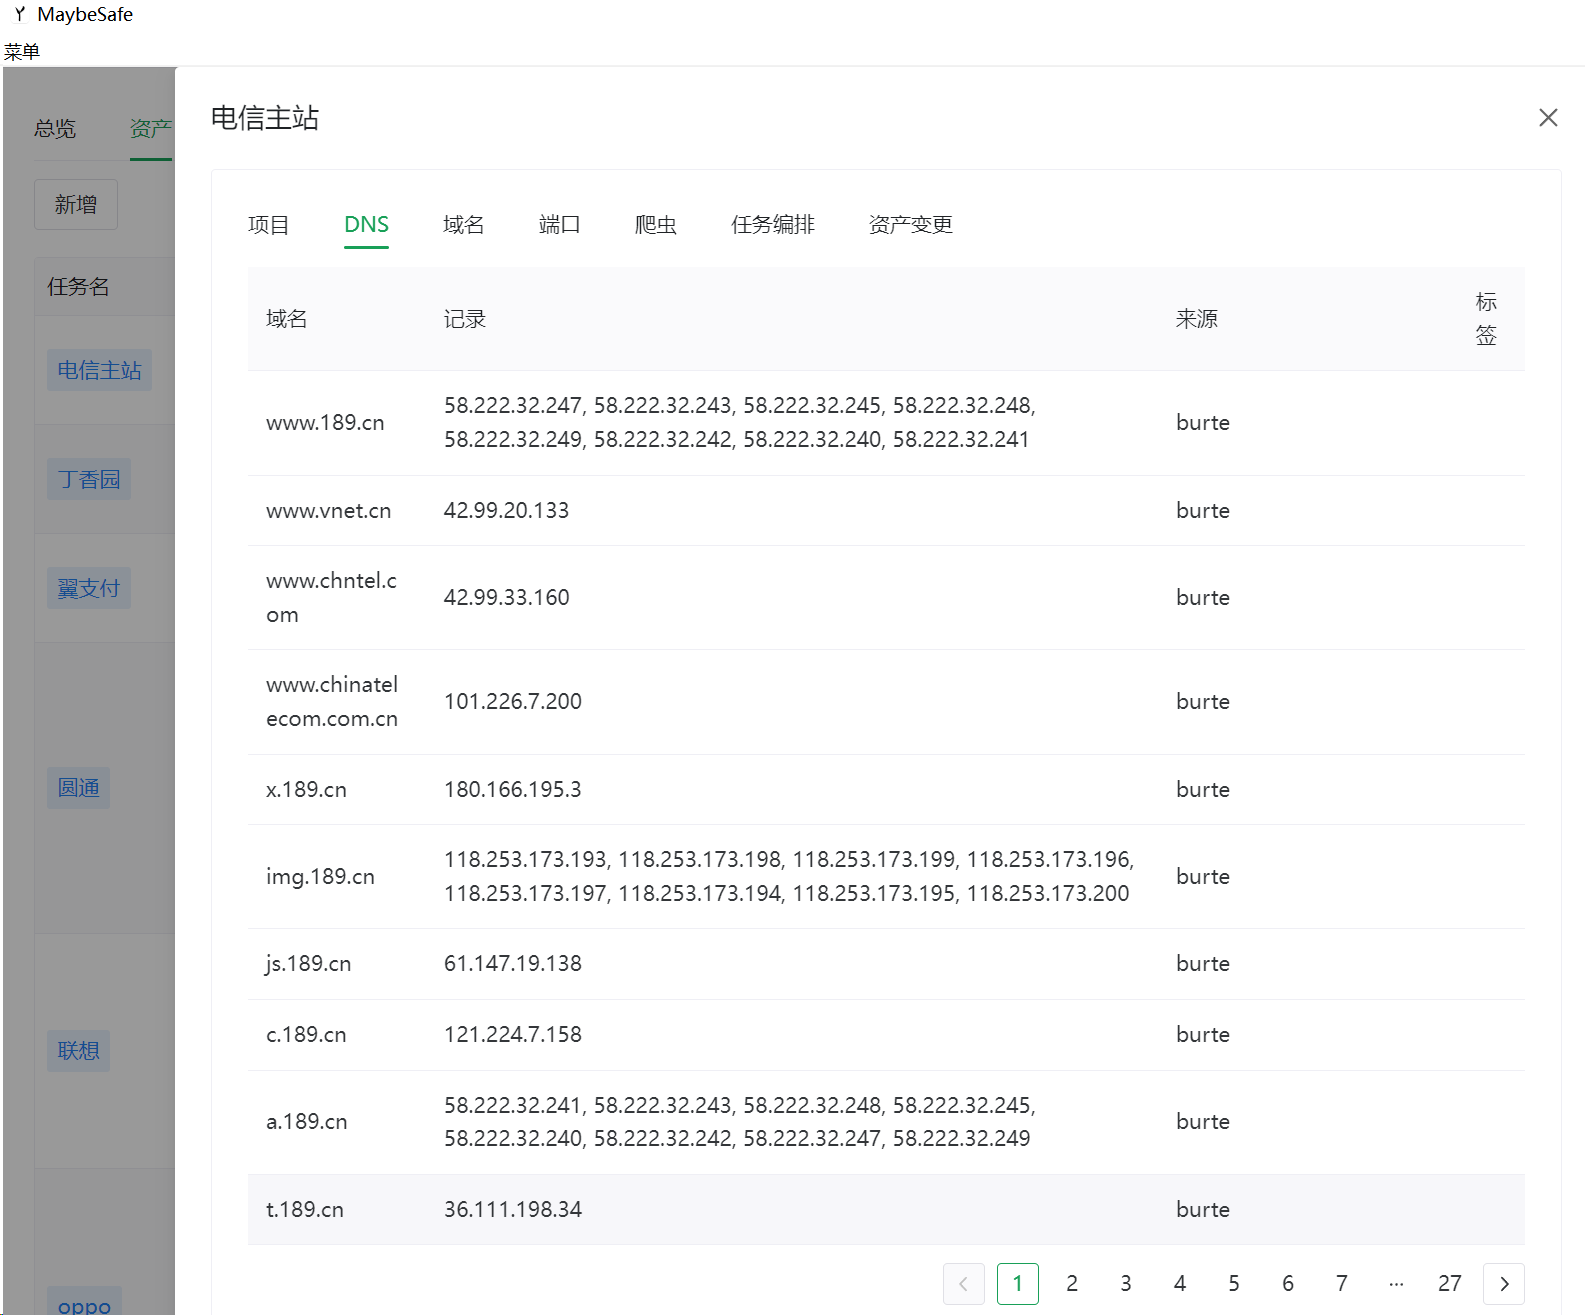 MaybeSafe
菜单
总览 资产
新增
任务名
电信主站
丁香园
翼支付
圆通
联想
oppo
电信主站
项目 DNS 域名 端口 爬虫 任务编排 资产变更
域名 记录 来源 标
签
www.189.cn 58.222.32.247, 58.222.32.243, 58.222.32.245, 58.222.32.248,
58.222.32.249, 58.222.32.242, 58.222.32.240, 58.222.32.241 burte
www.vnet.cn 42.99.20.133 burte
www.chntel.c
om 42.99.33.160 burte
www.chinatel
ecom.com.cn 101.226.7.200 burte
x.189.cn 180.166.195.3 burte
img.189.cn 118.253.173.193, 118.253.173.198, 118.253.173.199, 118.253.173.196,
118.253.173.197, 118.253.173.194, 118.253.173.195, 118.253.173.200 burte
js.189.cn 61.147.19.138 burte
c.189.cn 121.224.7.158 burte
a.189.cn 58.222.32.241, 58.222.32.243, 58.222.32.248, 58.222.32.245,
58.222.32.240, 58.222.32.242, 58.222.32.247, 58.222.32.249 burte
t.189.cn 36.111.198.34 burte
1 2 3 4 5 6 7 ··· 27